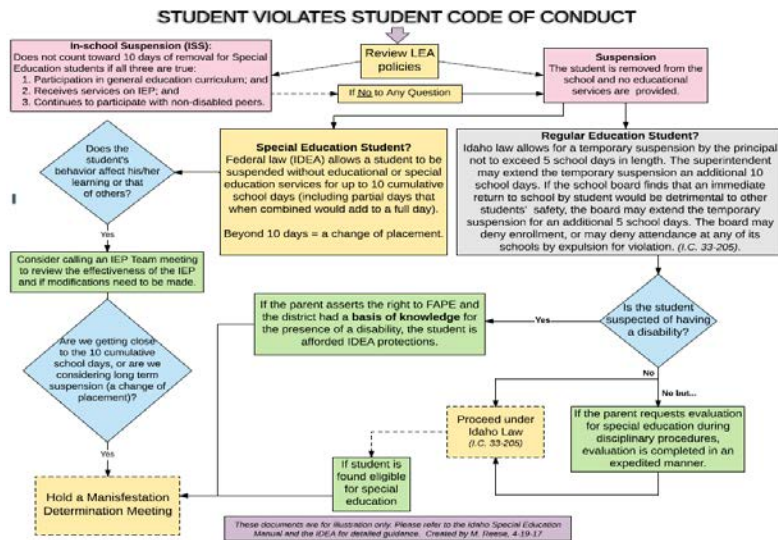 STUDENT VIOLATES STUDENT CODE OF CONDUCT
In-school Suspension (ISS):
Does not count toward 10 days of removal for Special
Education students if all three are true:
1. Participation in general education curriculum; and
2. Receives services on IEP; and
3. Continues to participate with non-disabled peers.
Review LEA
policies
If No to Any Question
Suspension
The student is removed from the
school and no educational
services are provided.
Does the
student's
behavior affect his/her
learning or that
of others?
Special Education Student?
Federal law (IDEA) allows a student to be
suspended without educational or special
education services for up to 10 cumulative
school days (including partial days that
when combined would add to a full day).
Beyond 10 days = a change of placement.
Regular Education Student?
Idaho law allows for a temporary suspension by the principal
not to exceed 5 school days in length. The superintendent
may extend the temporary suspension an additional 10
school days. If the school board finds that an immediate
return to school by student would be detrimental to other
students' safety, the board may extend the temporary
suspension for an additional 5 school days. The board may
deny enrollment, or may deny attendance at any of its
schools by expulsion for violation. (I.C. 33-205).
Yes
Consider calling an IEP Team meeting
to review the effectiveness of the IEP
and if modifications need to be made.
If the parent asserts the right to FAPE and
the district had a basis of knowledge for
the presence of a disability, the student is
afforded IDEA protections.
Yes
Is the student
suspected of having
a disability?
Are we getting close
to the 10 cumulative
school days, or are we
considering long term
suspension (a change of
placement)?
No
No but...
Proceed under
Idaho Law
(I.C. 33-205)
If the parent requests evaluation
for special education during
disciplinary procedures,
evaluation is completed in an
expedited manner.
Yes
If student is
found eligible
for special
education
Hold a Manisfestation
Determination Meeting
These documents are for illustration only. Please refer to the Idaho Special Education
Manual and the IDEA for detailed guidance. Created by M. Reese, 4-19-17